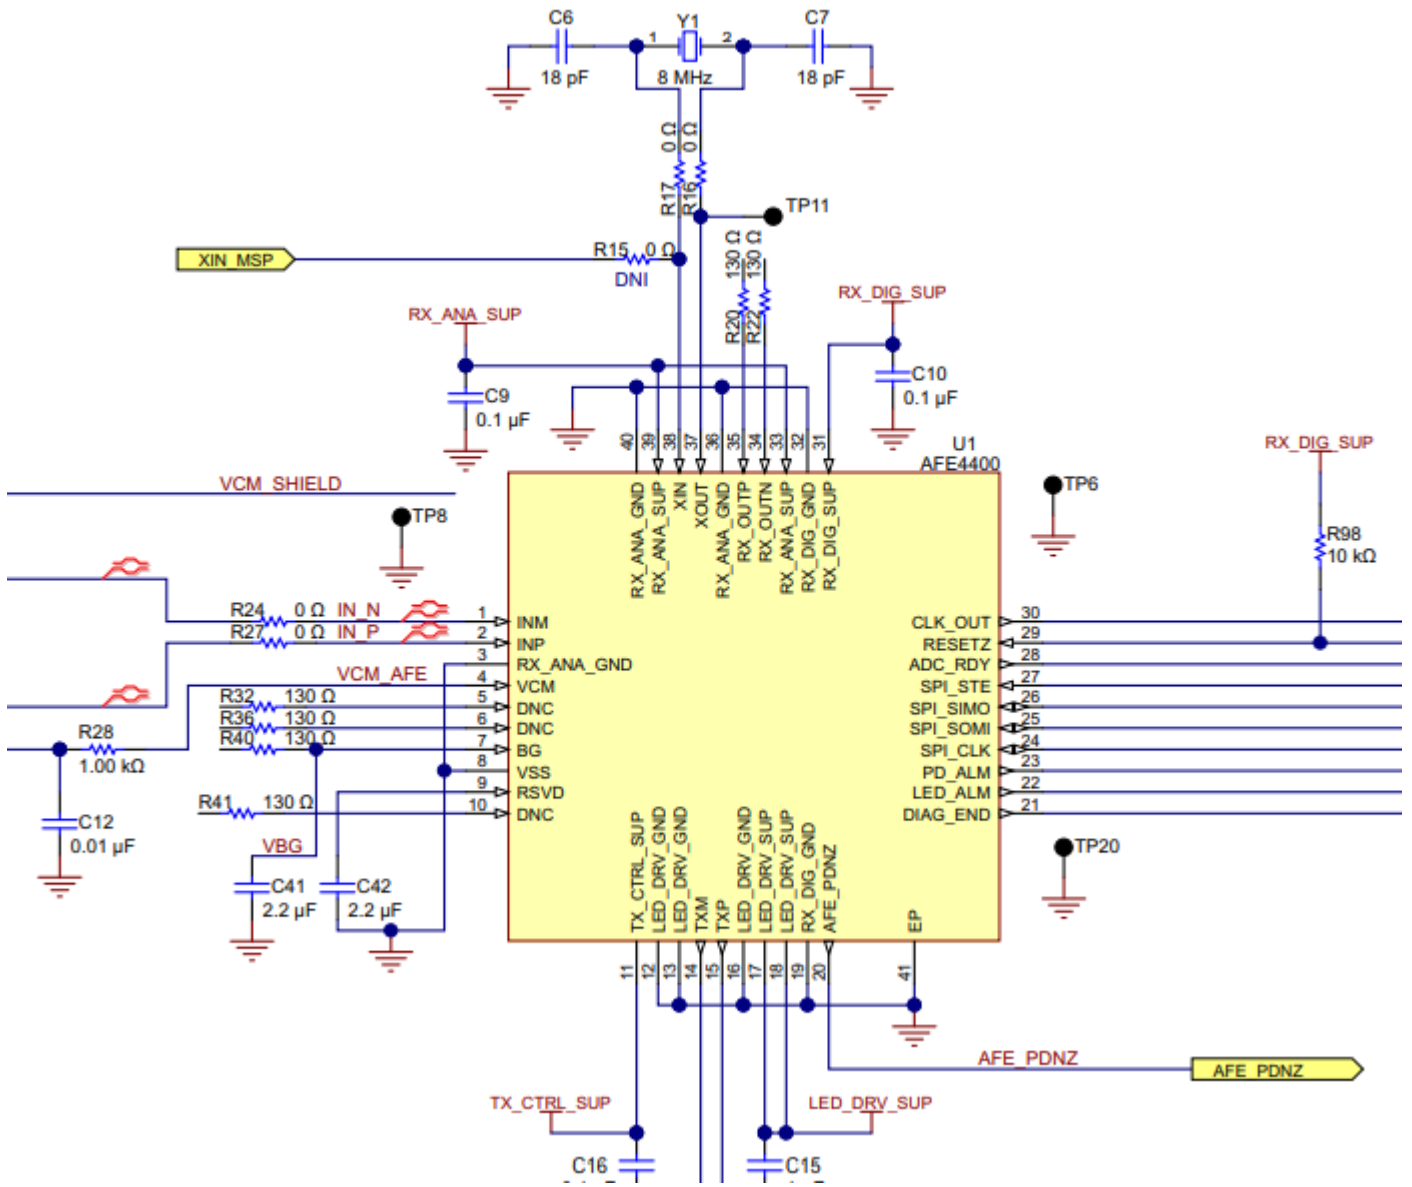 C6
Y1
C7
1
2
18 pF
8 MHz
18 pF
0 Ω
0 Ω
R17
R16
TP11
XIN_MSP
R15
0 Ω
DNI
130 Ω
130 Ω
R20
R22
RX_ANA_SUP
RX_DIG_SUP
C9
0.1 µF
C10
0.1 µF
40
39
38
37
36
35
34
33
32
31
U1
AFE4400
RX_DIG_SUP
VCM_SHIELD
TP8
TP6
R98
10 kΩ
RX_ANA_GND
RX_ANA_SUP
XIN
XOUT
RX_ANA_GND
RX_OUTP
RX_OUTN
RX_ANA_SUP
RX_DIG_GND
RX_DIG_SUP
R24 0 Ω IN_N 1 INM
R27 0 Ω IN_P 2 INP
3 RX_ANA_GND
VCM_AFE 4 VCM
R32 130 Ω 5 DNC
R36 130 Ω 6 DNC
R40 130 Ω 7 BG
8 VSS
9 RSVD
R41 130 Ω 10 DNC
CLK_OUT 30
RESETZ 29
ADC_RDY 28
SPI_STE 27
SPI_SIMO 26
SPI_SOMI 25
SPI_CLK 24
PD_ALM 23
LED_ALM 22
DIAG_END 21
R28
1.00 kΩ
C12
0.01 µF
VBG
C41
2.2 µF
C42
2.2 µF
TP20
TX_CTRL_SUP
LED_DRV_GND
LED_DRV_GND
TXM
TXP
LED_DRV_GND
LED_DRV_SUP
LED_DRV_SUP
RX_DIG_GND
AFE_PDNZ
EP
11
12
13
14
15
16
17
18
19
20
41
AFE_PDNZ
AFE_PDNZ
TX_CTRL_SUP
LED_DRV_SUP
C16
C15